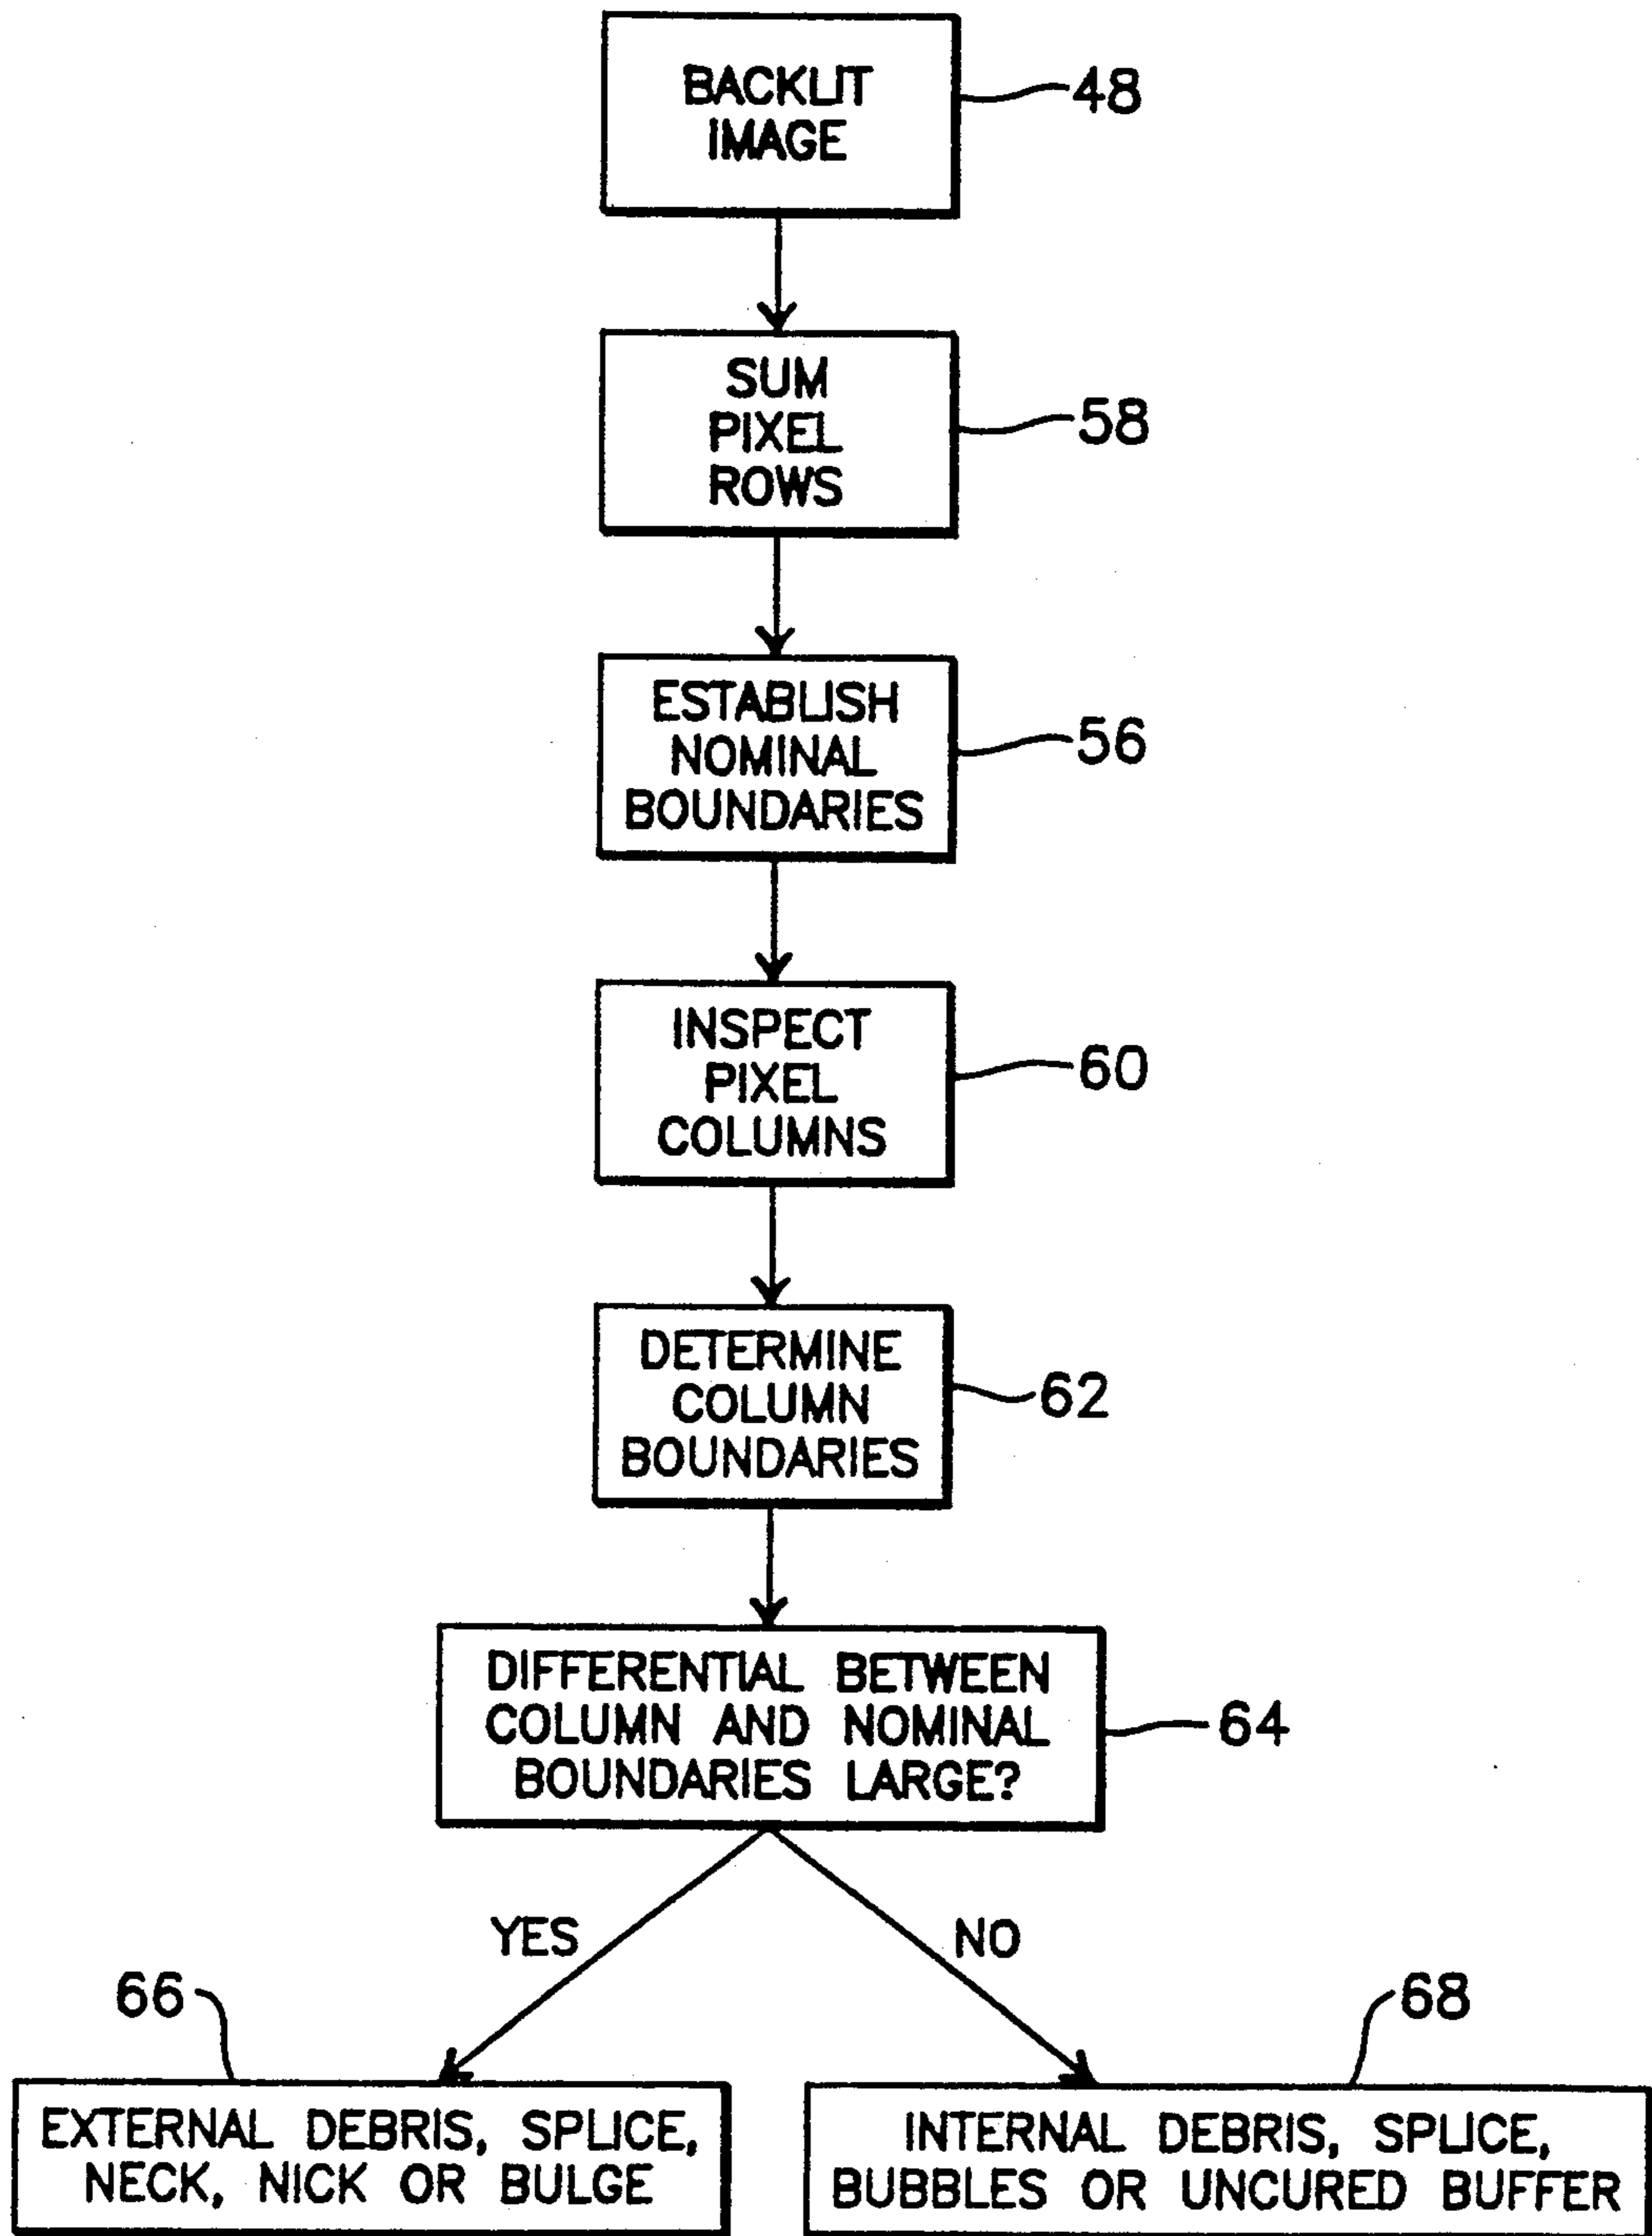 BACKLIT
IMAGE
48
SUM
PIXEL
ROWS
58
ESTABLISH
NOMINAL
BOUNDARIES
56
INSPECT
PIXEL
COLUMNS
60
DETERMINE
COLUMN
BOUNDARIES
62
DIFFERENTIAL BETWEEN
COLUMN AND NOMINAL
BOUNDARIES LARGE?
64
YES
NO
66
68
EXTERNAL DEBRIS, SPLICE,
NECK, NICK OR BULGE
INTERNAL DEBRIS, SPLICE,
BUBBLES OR UNCURED BUFFER